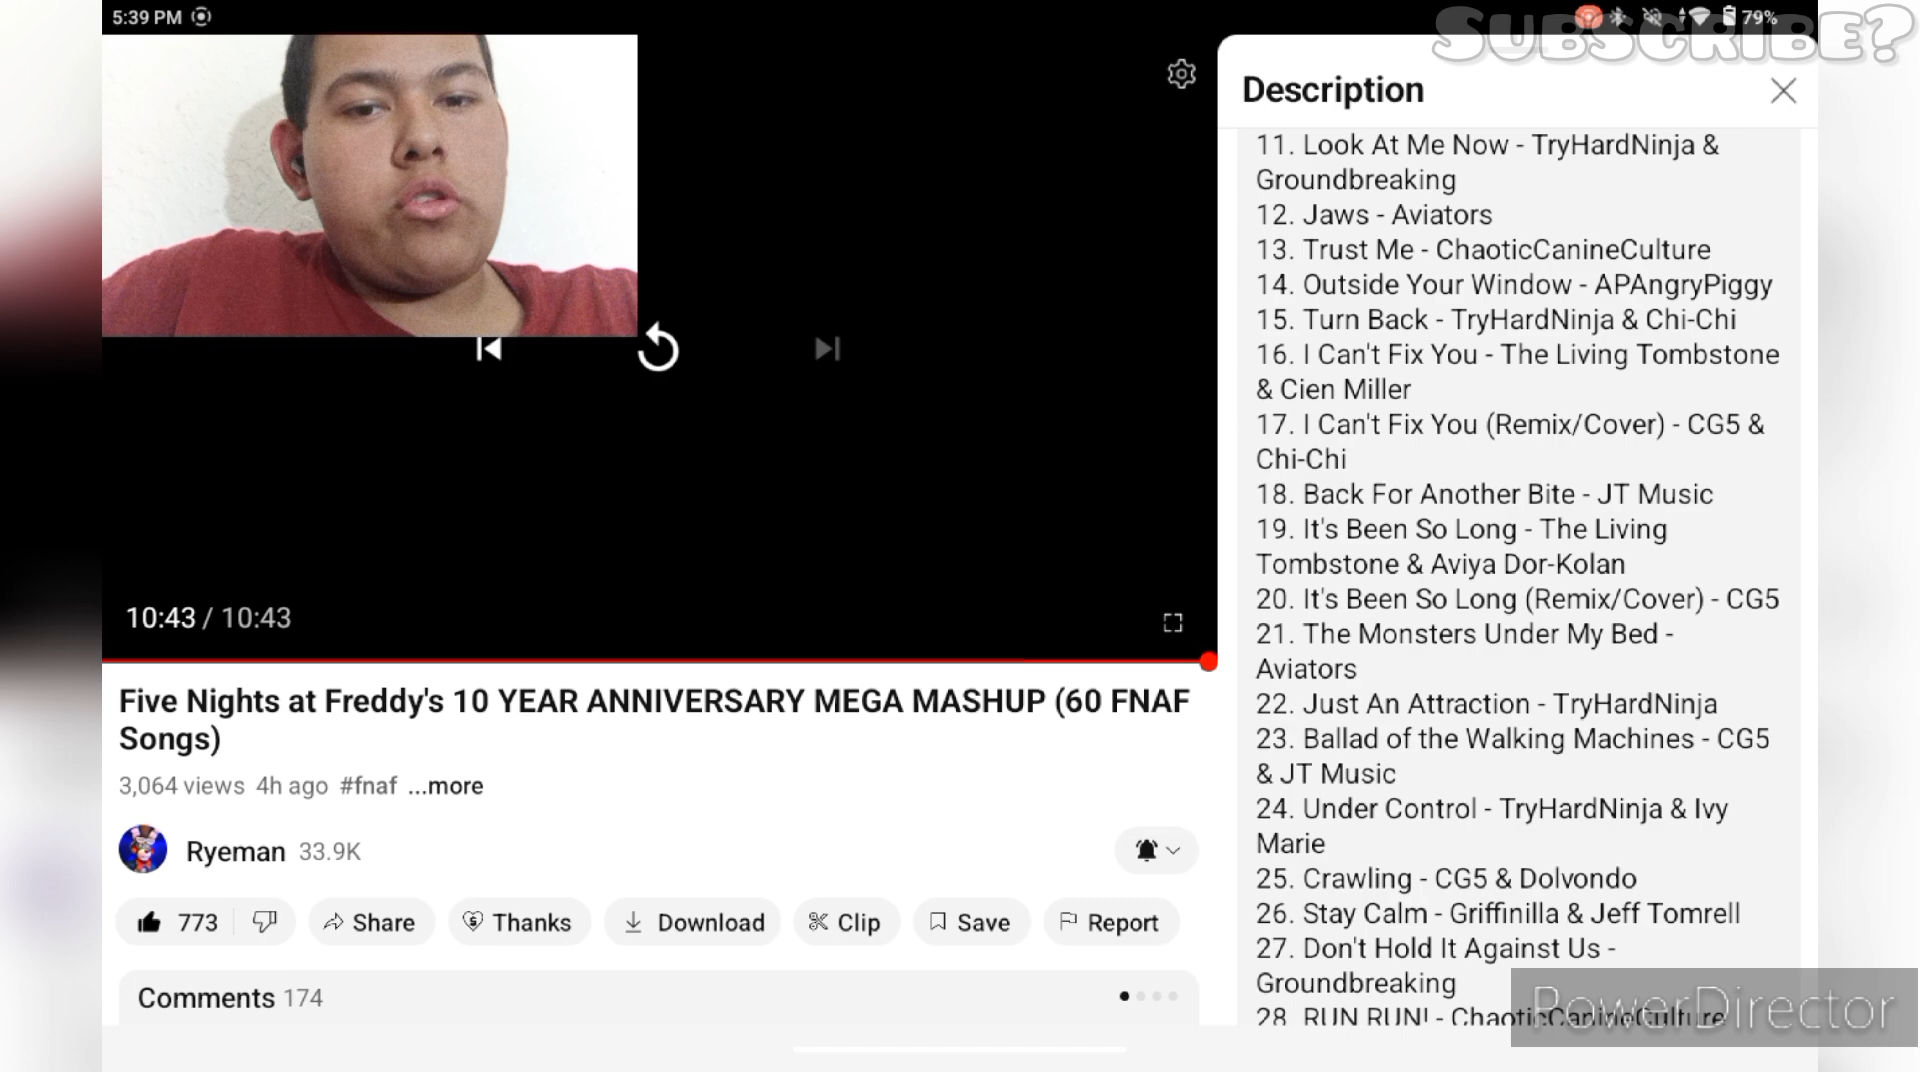 5:39 PM
79%
SUBSCRIBE?
Description
11. Look At Me Now - TryHardNinja &
Groundbreaking
12. Jaws - Aviators
13. Trust Me - ChaoticCanineCulture
14. Outside Your Window - APAngryPiggy
15. Turn Back - TryHardNinja & Chi-Chi
16. I Can't Fix You - The Living Tombstone
& Cien Miller
17. I Can't Fix You (Remix/Cover) - CG5 &
Chi-Chi
18. Back For Another Bite - JT Music
19. It's Been So Long - The Living
Tombstone & Aviya Dor-Kolan
20. It's Been So Long (Remix/Cover) - CG5
21. The Monsters Under My Bed -
Aviators
22. Just An Attraction - TryHardNinja
23. Ballad of the Walking Machines - CG5
& JT Music
24. Under Control - TryHardNinja & Ivy
Marie
25. Crawling - CG5 & Dolvondo
26. Stay Calm - Griffinilla & Jeff Tomrell
27. Don't Hold It Against Us -
Groundbreaking
28. RUN RUN! - ChaoticCanineCulture
10:43 / 10:43
Five Nights at Freddy's 10 YEAR ANNIVERSARY MEGA MASHUP (60 FNAF
Songs)
3,064 views 4h ago #fnaf ...more
Ryeman 33.9K
773 Share Thanks Download Clip Save Report
Comments 174
PowerDirector